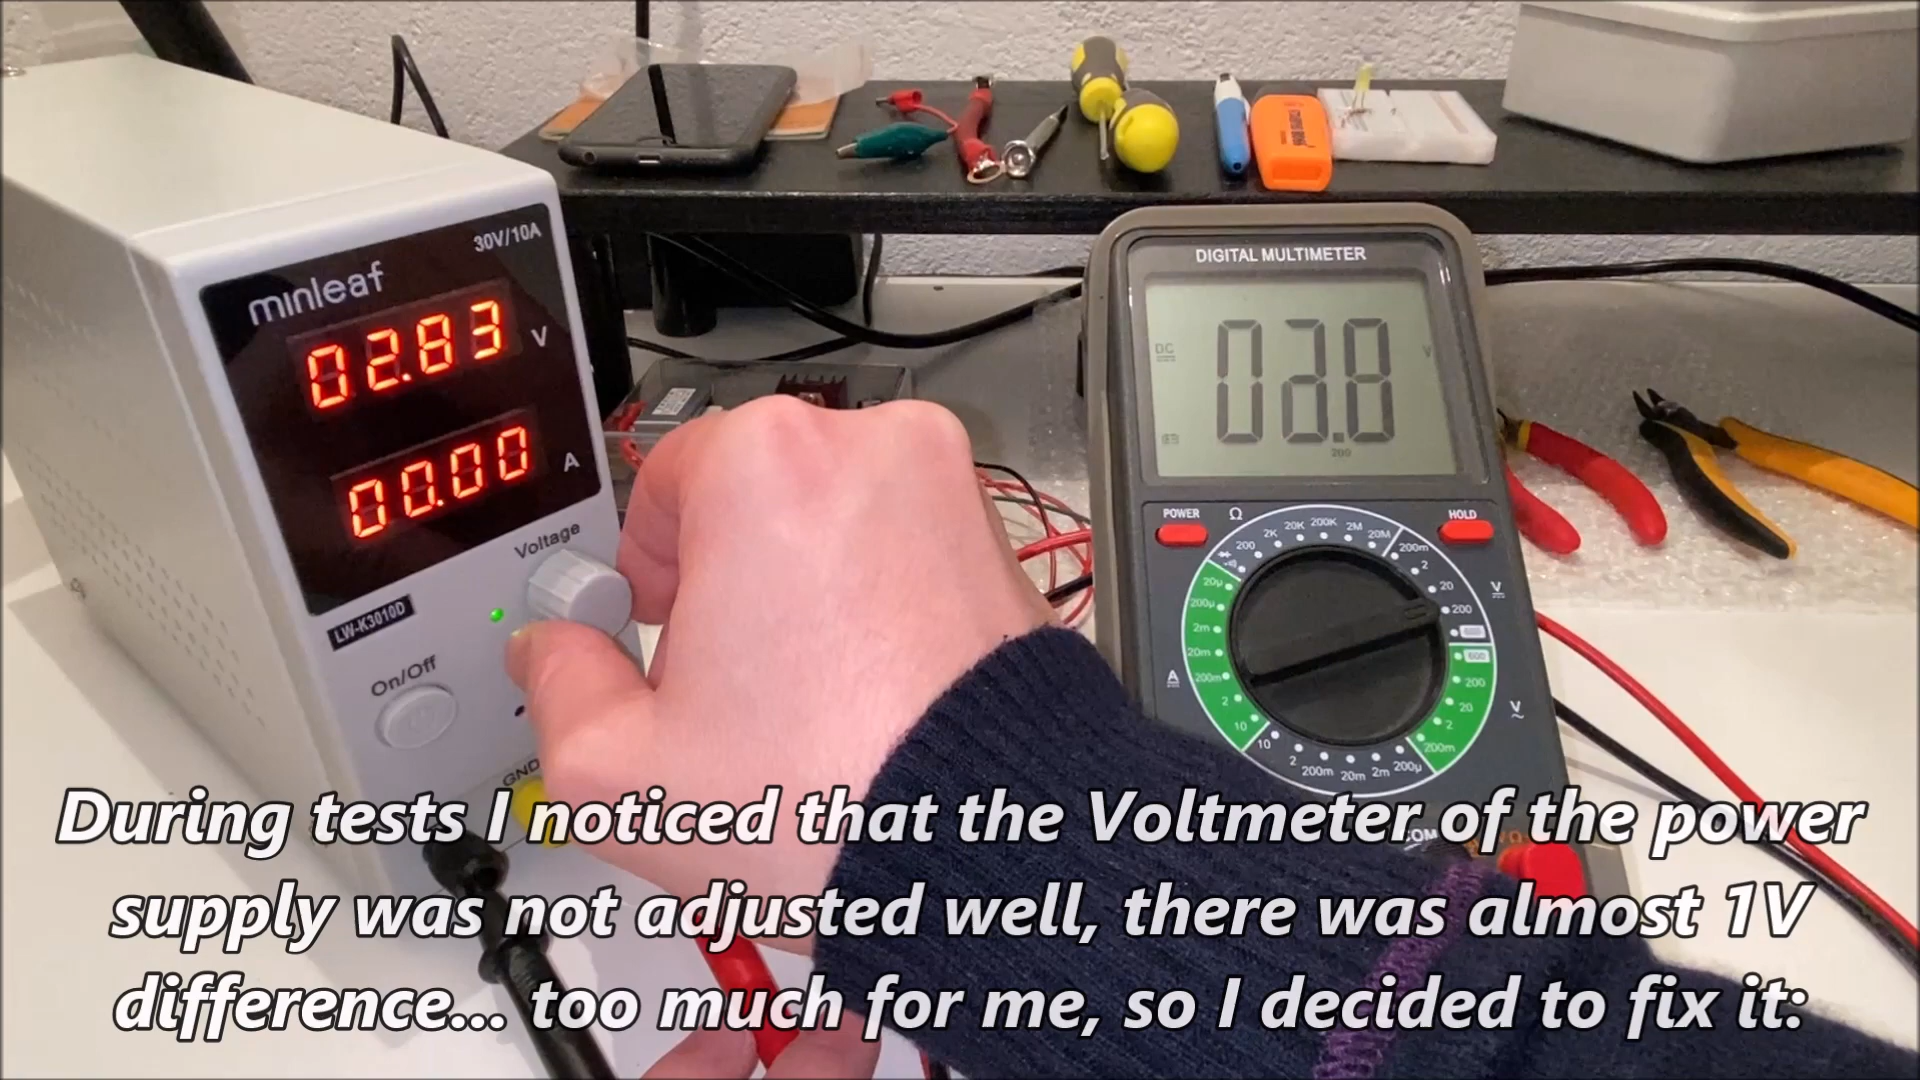 minleaf
30V/10A
02.83 V
00.00 A
Voltage
LW-K3010D
On/Off
GND
DIGITAL MULTIMETER
DC
V
200
POWER
Ω
HOLD
200 2K 20K 200K 2M 20M
200m 2 20 200 600
600 200 20 2 200m
20µ 200µ 2m 20m 200m 2 10
10 2 200m 20m 2m 200µ
A
V
V
COM
During tests I noticed that the Voltmeter of the power
supply was not adjusted well, there was almost 1V
difference... too much for me, so I decided to fix it: